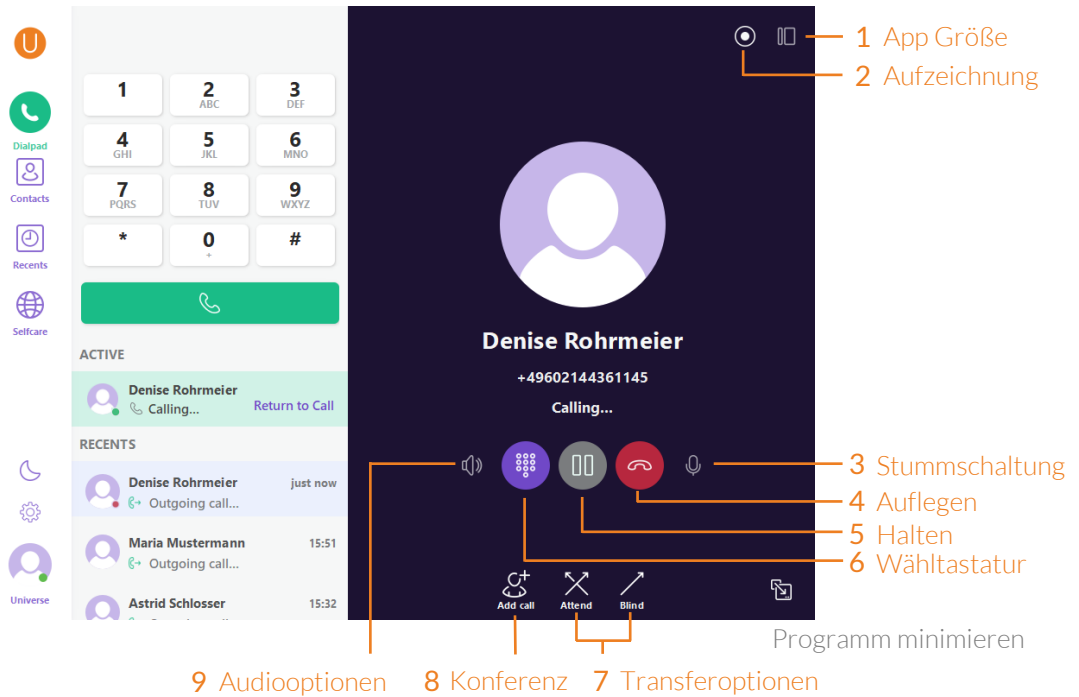 U
Dialpad
Contacts
Recents
Selfcare
Universe
1
2
ABC
3
DEF
4
GHI
5
JKL
6
MNO
7
PQRS
8
TUV
9
WXYZ
*
0
+
#
ACTIVE
Denise Rohrmeier
Calling...
Return to Call
RECENTS
Denise Rohrmeier
just now
Outgoing call...
Maria Mustermann
15:51
Outgoing call...
Astrid Schlosser
15:32
Denise Rohrmeier
+49602144361145
Calling...
Add call
Attend
Blind
1 App Größe
2 Aufzeichnung
3 Stummschaltung
4 Auflegen
5 Halten
6 Wähltastatur
Programm minimieren
9 Audiooptionen
8 Konferenz
7 Transferoptionen